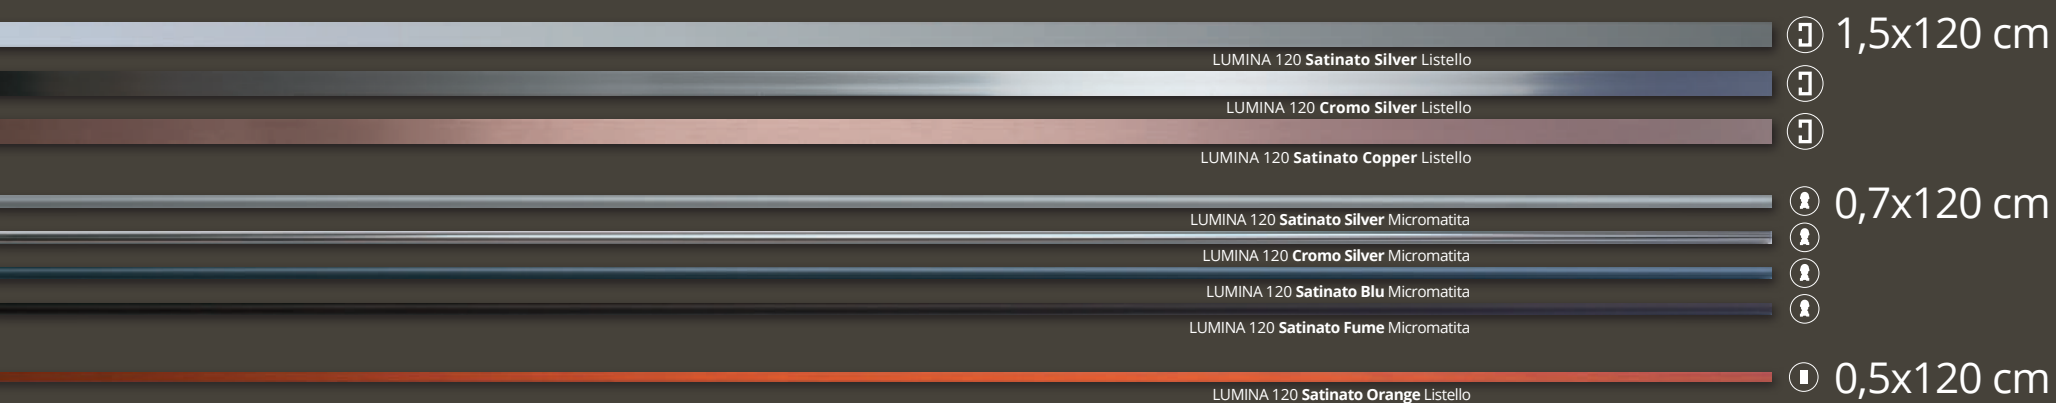 1,5x120 cm
LUMINA 120 Satinato Silver Listello
LUMINA 120 Cromo Silver Listello
LUMINA 120 Satinato Copper Listello
0,7x120 cm
LUMINA 120 Satinato Silver Micromatita
LUMINA 120 Cromo Silver Micromatita
LUMINA 120 Satinato Blu Micromatita
LUMINA 120 Satinato Fume Micromatita
0,5x120 cm
LUMINA 120 Satinato Orange Listello